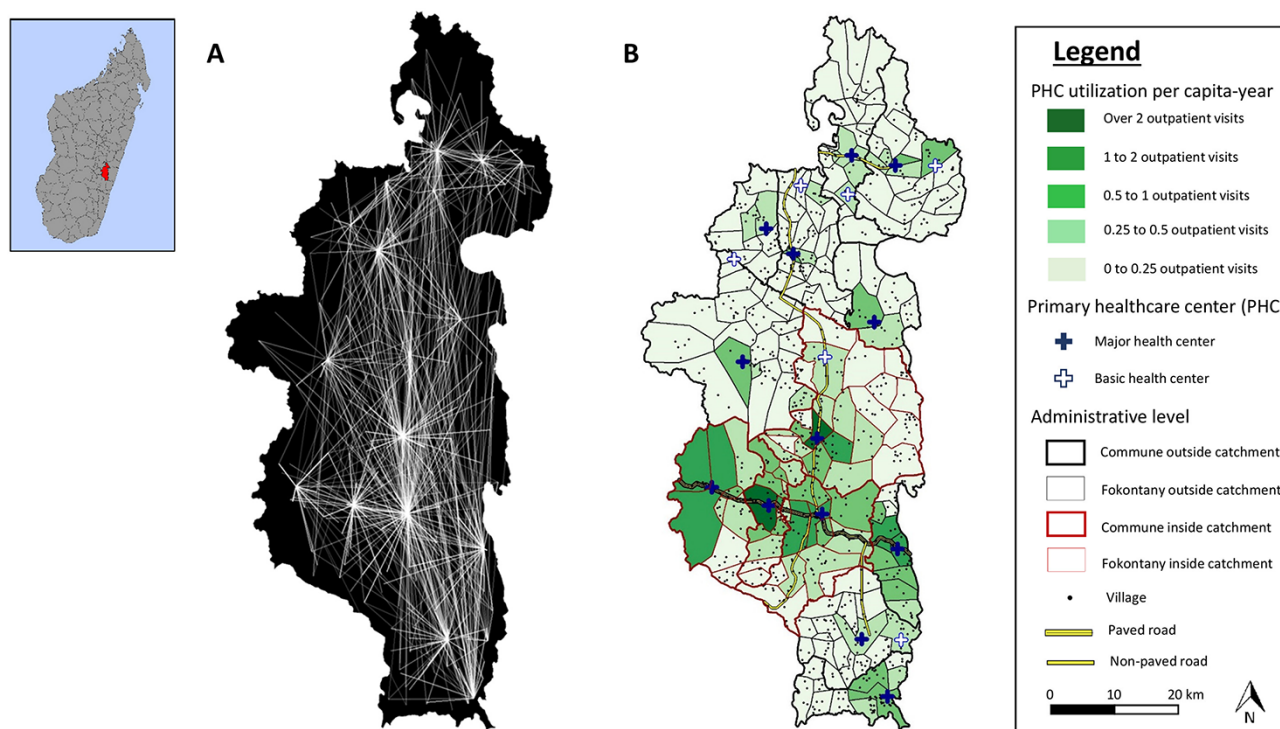 A
B
Legend
PHC utilization per capita-year
Over 2 outpatient visits
1 to 2 outpatient visits
0.5 to 1 outpatient visits
0.25 to 0.5 outpatient visits
0 to 0.25 outpatient visits
Primary healthcare center (PHC
Major health center
Basic health center
Administrative level
Commune outside catchment
Fokontany outside catchment
Commune inside catchment
Fokontany inside catchment
Village
Paved road
Non-paved road
0 10 20 km
N